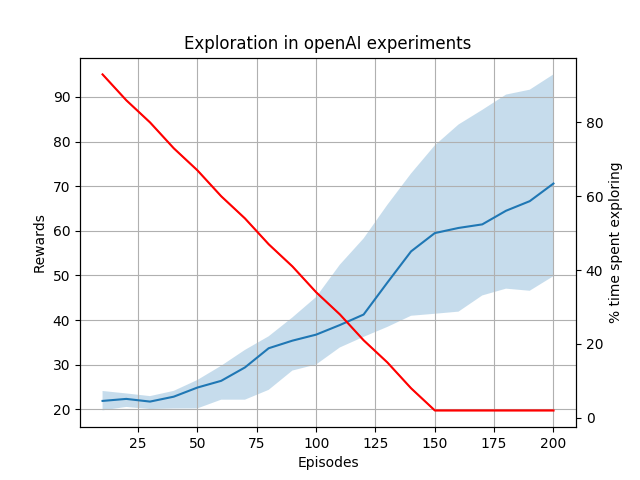 Exploration in openAI experiments
90
80
70
60
50
40
30
20
Rewards
80
60
40
20
0
% time spent exploring
25 50 75 100 125 150 175 200
Episodes